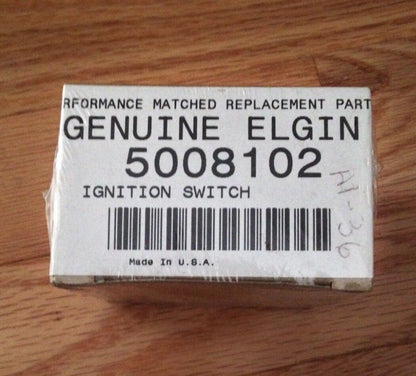 RFORMANCE MATCHED REPLACEMENT PART
GENUINE ELGIN
5008102
IGNITION SWITCH
Made In U.S.A.
A1-36